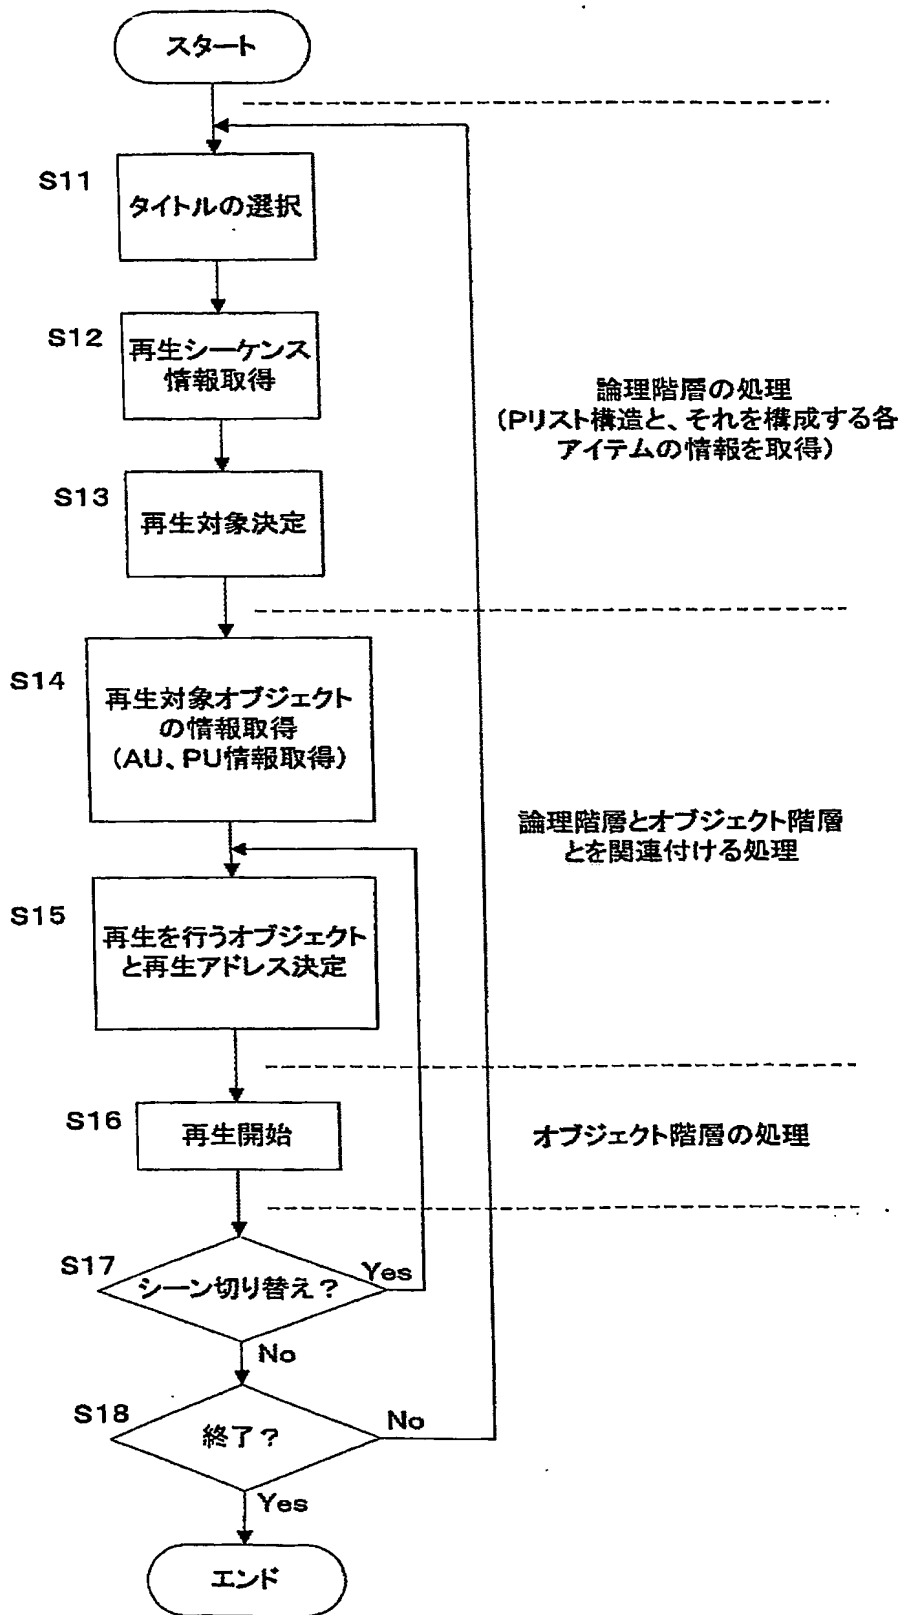 スタート
S11
タイトルの選択
S12
再生シーケンス
情報取得
論理階層の処理
(Pリスト構造と、それを構成する各
アイテムの情報を取得)
S13
再生対象決定
S14
再生対象オブジェクト
の情報取得
(AU、PU情報取得)
論理階層とオブジェクト階層
とを関連付ける処理
S15
再生を行うオブジェクト
と再生アドレス決定
S16
再生開始
オブジェクト階層の処理
S17
シーン切り替え?
Yes
No
S18
終了?
No
Yes
エンド